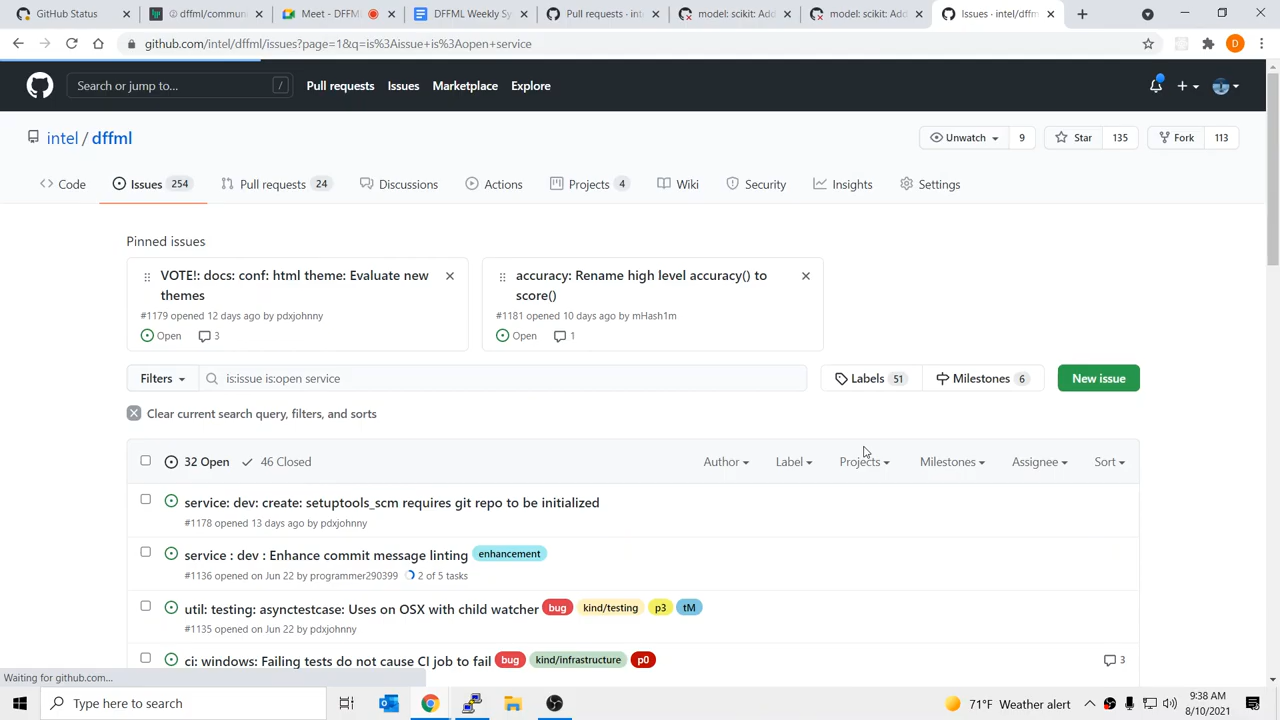 GitHub Status
dffml/commun
Meet - DFFM
DFFML Weekly Sy
Pull requests · int
model: scikit: Add
model: scikit: Add
Issues · intel/dffm
github.com/intel/dffml/issues?page=1&q=is%3Aissue+is%3Aopen+service
D
Search or jump to...
/
Pull requests
Issues
Marketplace
Explore
intel / dffml
Unwatch
9
Star
135
Fork
113
Code
Issues 254
Pull requests 24
Discussions
Actions
Projects 4
Wiki
Security
Insights
Settings
Pinned issues
VOTE!: docs: conf: html theme: Evaluate new
themes
#1179 opened 12 days ago by pdxjohnny
Open
3
accuracy: Rename high level accuracy() to
score()
#1181 opened 10 days ago by mHash1m
Open
1
Filters
is:issue is:open service
Labels 51
Milestones 6
New issue
Clear current search query, filters, and sorts
32 Open
46 Closed
Author
Label
Projects
Milestones
Assignee
Sort
service: dev: create: setuptools_scm requires git repo to be initialized
#1178 opened 13 days ago by pdxjohnny
service : dev : Enhance commit message linting enhancement
#1136 opened on Jun 22 by programmer290399 2 of 5 tasks
util: testing: asynctestcase: Uses on OSX with child watcher bug kind/testing p3 tM
#1135 opened on Jun 22 by pdxjohnny
ci: windows: Failing tests do not cause CI job to fail bug kind/infrastructure p0
3
Waiting for github.com...
Type here to search
71°F Weather alert
9:38 AM
8/10/2021